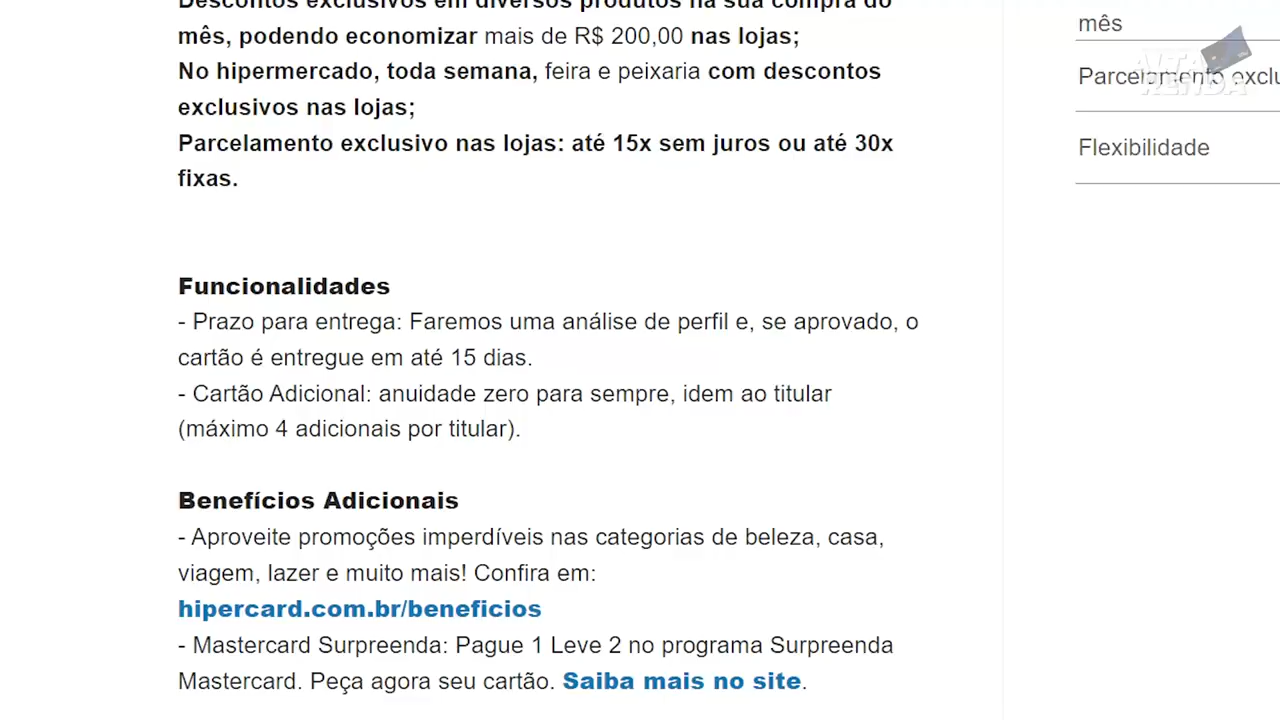 Descontos exclusivos em diversos produtos na sua compra do
mês, podendo economizar mais de R$ 200,00 nas lojas;
No hipermercado, toda semana, feira e peixaria com descontos
exclusivos nas lojas;
Parcelamento exclusivo nas lojas: até 15x sem juros ou até 30x
fixas.
Funcionalidades
- Prazo para entrega: Faremos uma análise de perfil e, se aprovado, o
cartão é entregue em até 15 dias.
- Cartão Adicional: anuidade zero para sempre, idem ao titular
(máximo 4 adicionais por titular).
Benefícios Adicionais
- Aproveite promoções imperdíveis nas categorias de beleza, casa,
viagem, lazer e muito mais! Confira em:
hipercard.com.br/beneficios
- Mastercard Surpreenda: Pague 1 Leve 2 no programa Surpreenda
Mastercard. Peça agora seu cartão. Saiba mais no site.
mês
Parcelamento exclu
Flexibilidade
ALTA
RENDA